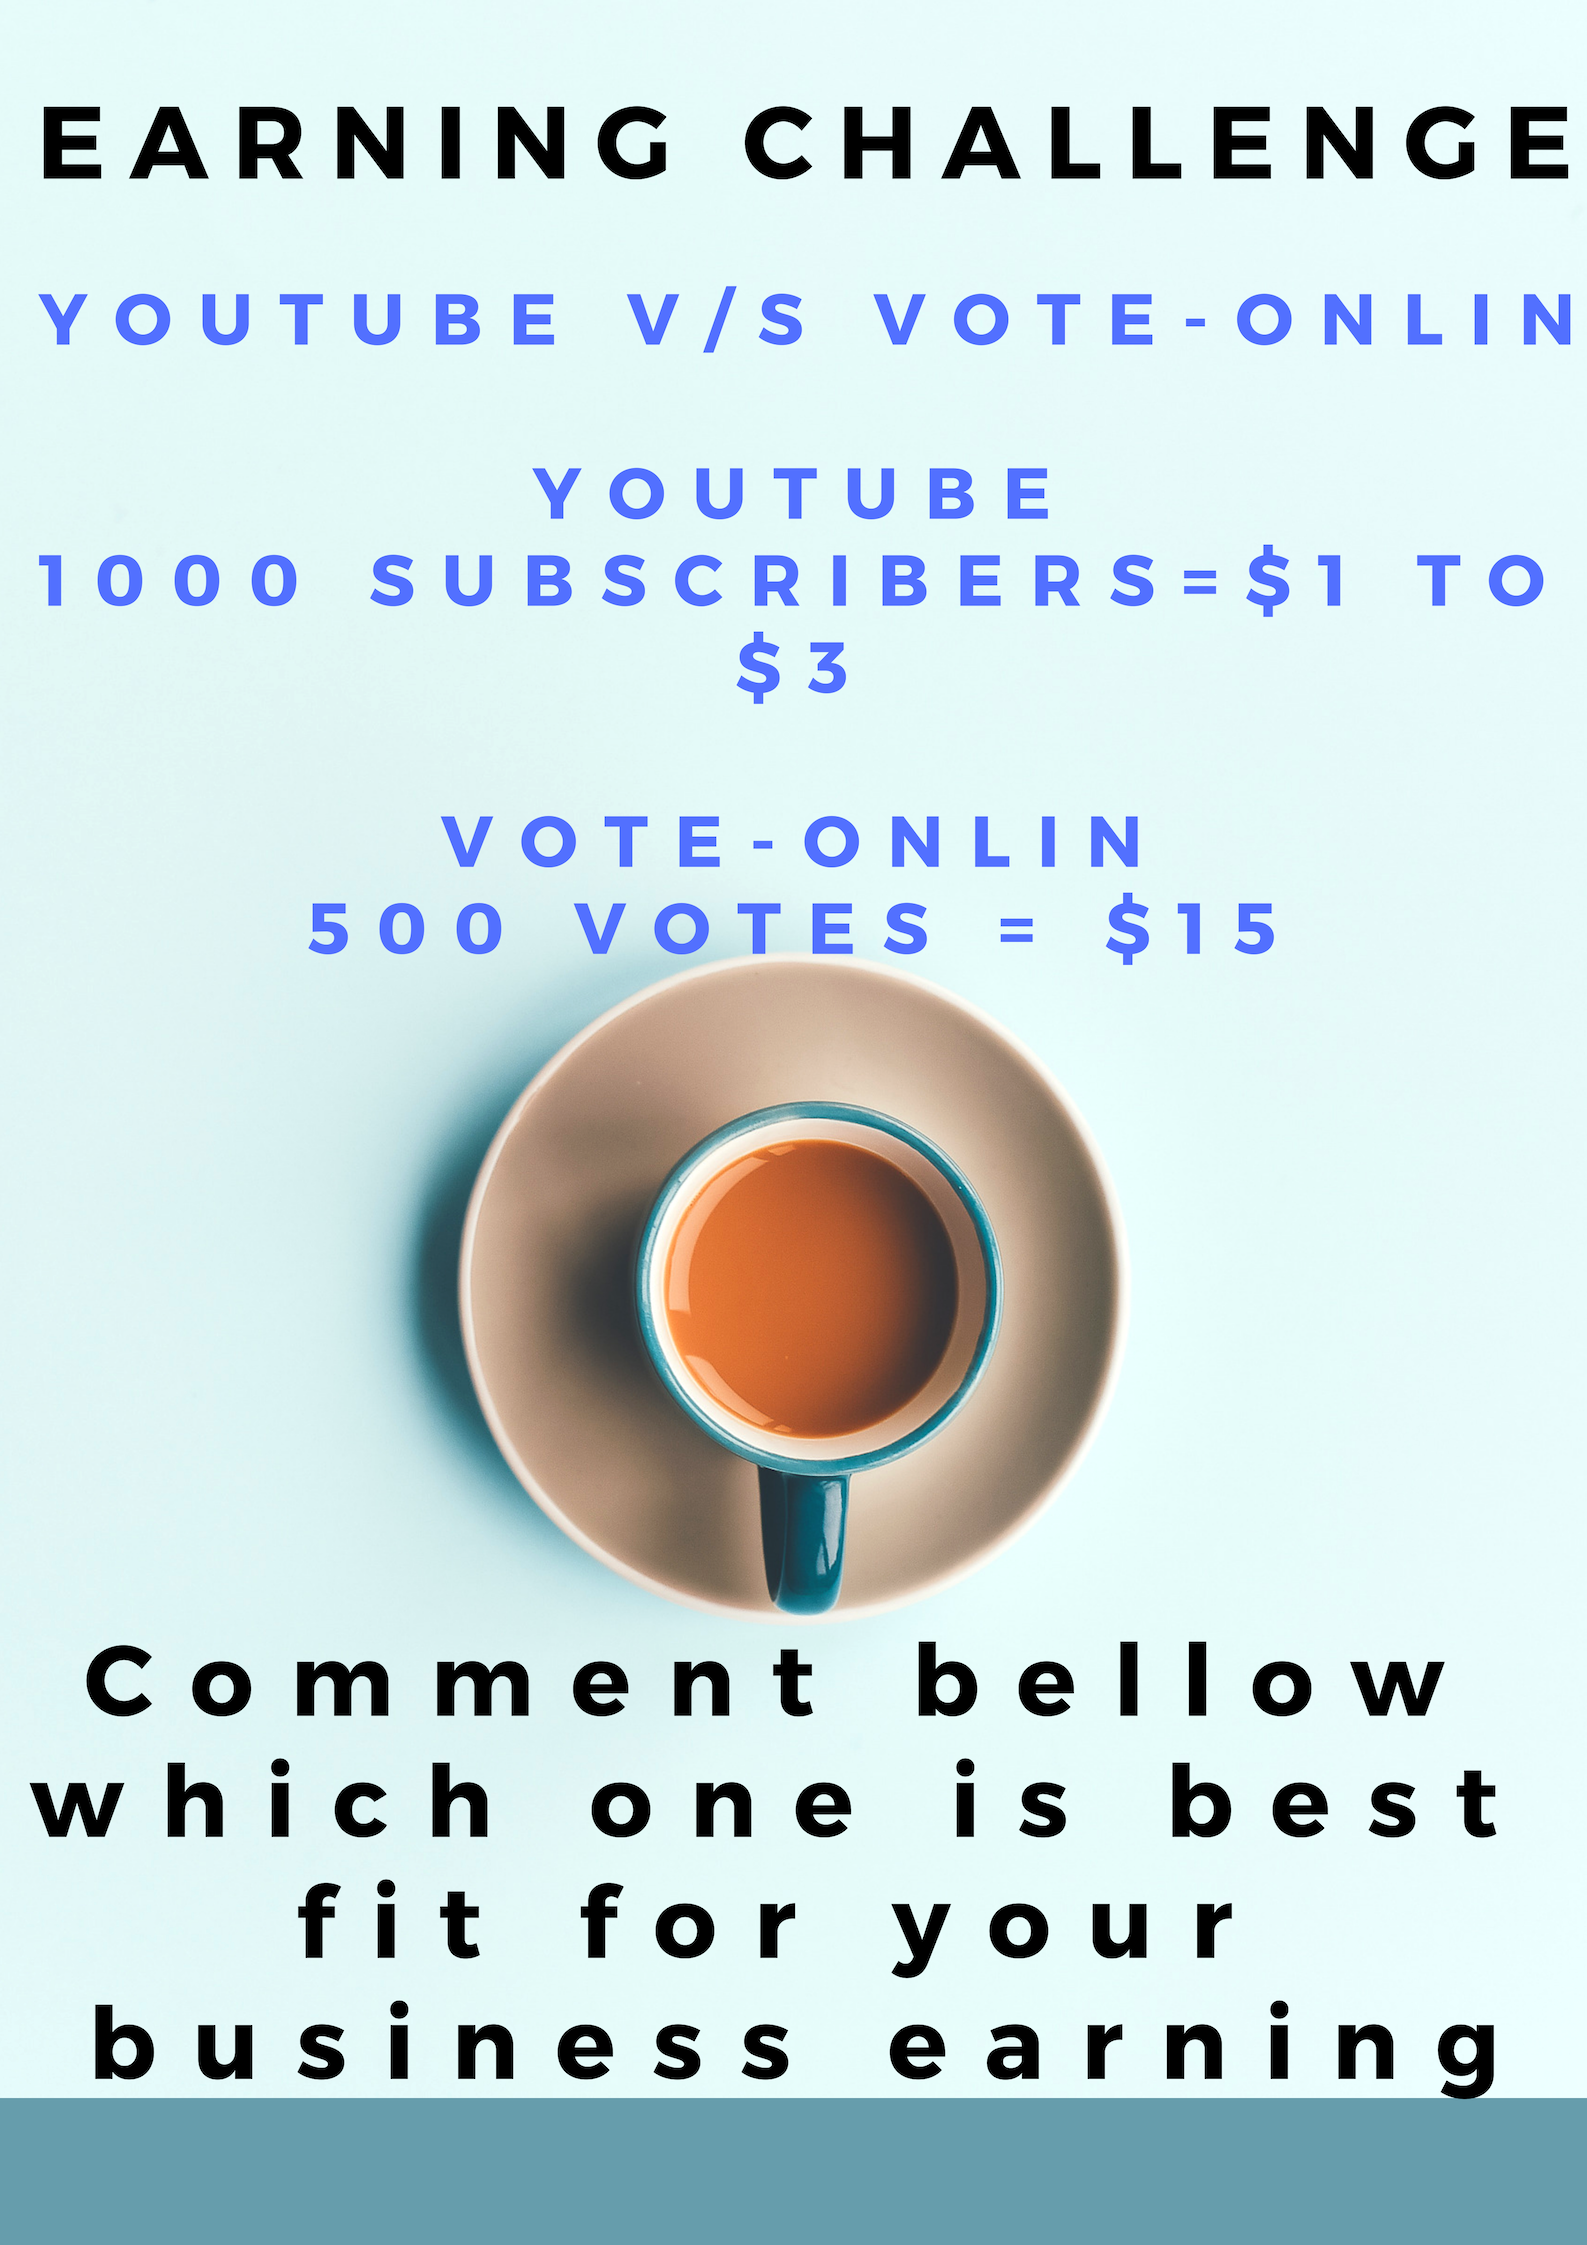 EARNING CHALLENGE
YOUTUBE V/S VOTE-ONLIN
YOUTUBE
1000 SUBSCRIBERS=$1 TO
$3
VOTE-ONLIN
500 VOTES = $15
Comment bellow
which one is best
fit for your
business earning